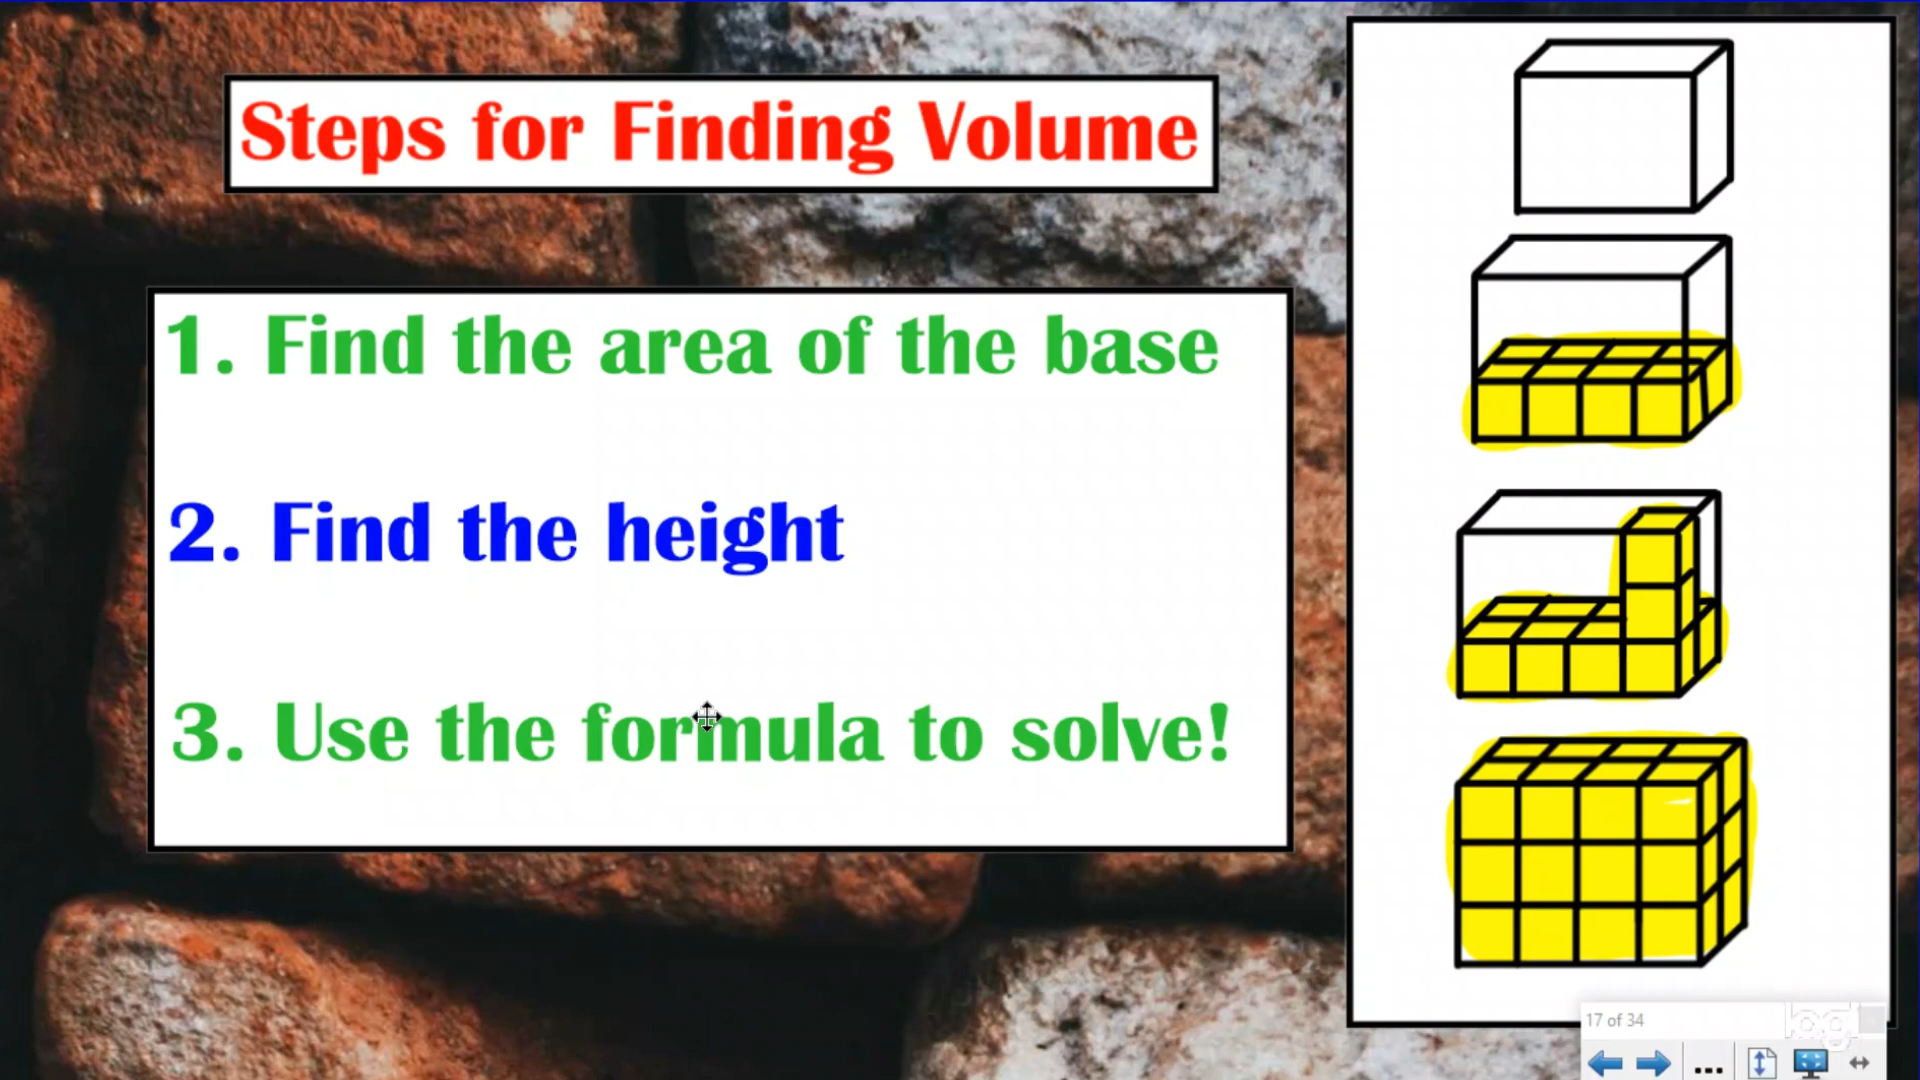 Steps for Finding Volume
1. Find the area of the base
2. Find the height
3. Use the formula to solve!
17 of 34
...